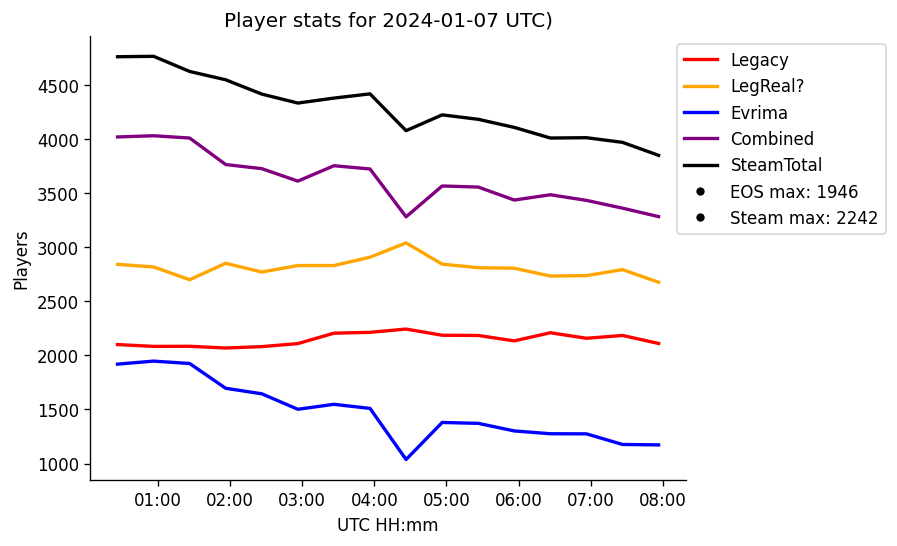 Player stats for 2024-01-07 UTC)
Legacy
LegReal?
Evrima
Combined
SteamTotal
EOS max: 1946
Steam max: 2242
Players
4500
4000
3500
3000
2500
2000
1500
1000
01:00 02:00 03:00 04:00 05:00 06:00 07:00 08:00
UTC HH:mm